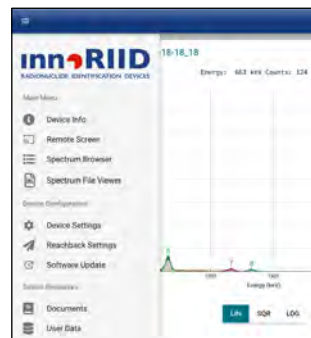 innoRIID
RADIONUCLIDE IDENTIFICATION DEVICES
Main Menu
Device Info
Remote Screen
Spectrum Browser
Spectrum File Viewer
Device Configuration
Device Settings
Reachback Settings
Software Update
Device Resources
Documents
User Data
-18-18_18
Energy: 663 keV Counts: 124
Energy (keV)
LIN SQR LOG